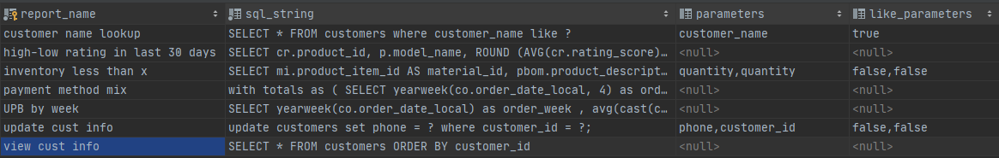 report_name sql_string parameters like_parameters
customer name lookup SELECT * FROM customers where customer_name like ? customer_name true
high-low rating in last 30 days SELECT cr.product_id, p.model_name, ROUND (AVG(cr.rating_score)… <null> <null>
inventory less than x SELECT mi.product_item_id AS material_id, pbom.product_descript… quantity,quantity false,false
payment method mix with totals as ( SELECT yearweek(co.order_date_local, 4) as ord… <null> <null>
UPB by week SELECT yearweek(co.order_date_local) as order_week , avg(cast(c… <null> <null>
update cust info update customers set phone = ? where customer_id = ?; phone,customer_id false,false
view cust info SELECT * FROM customers ORDER BY customer_id <null> <null>